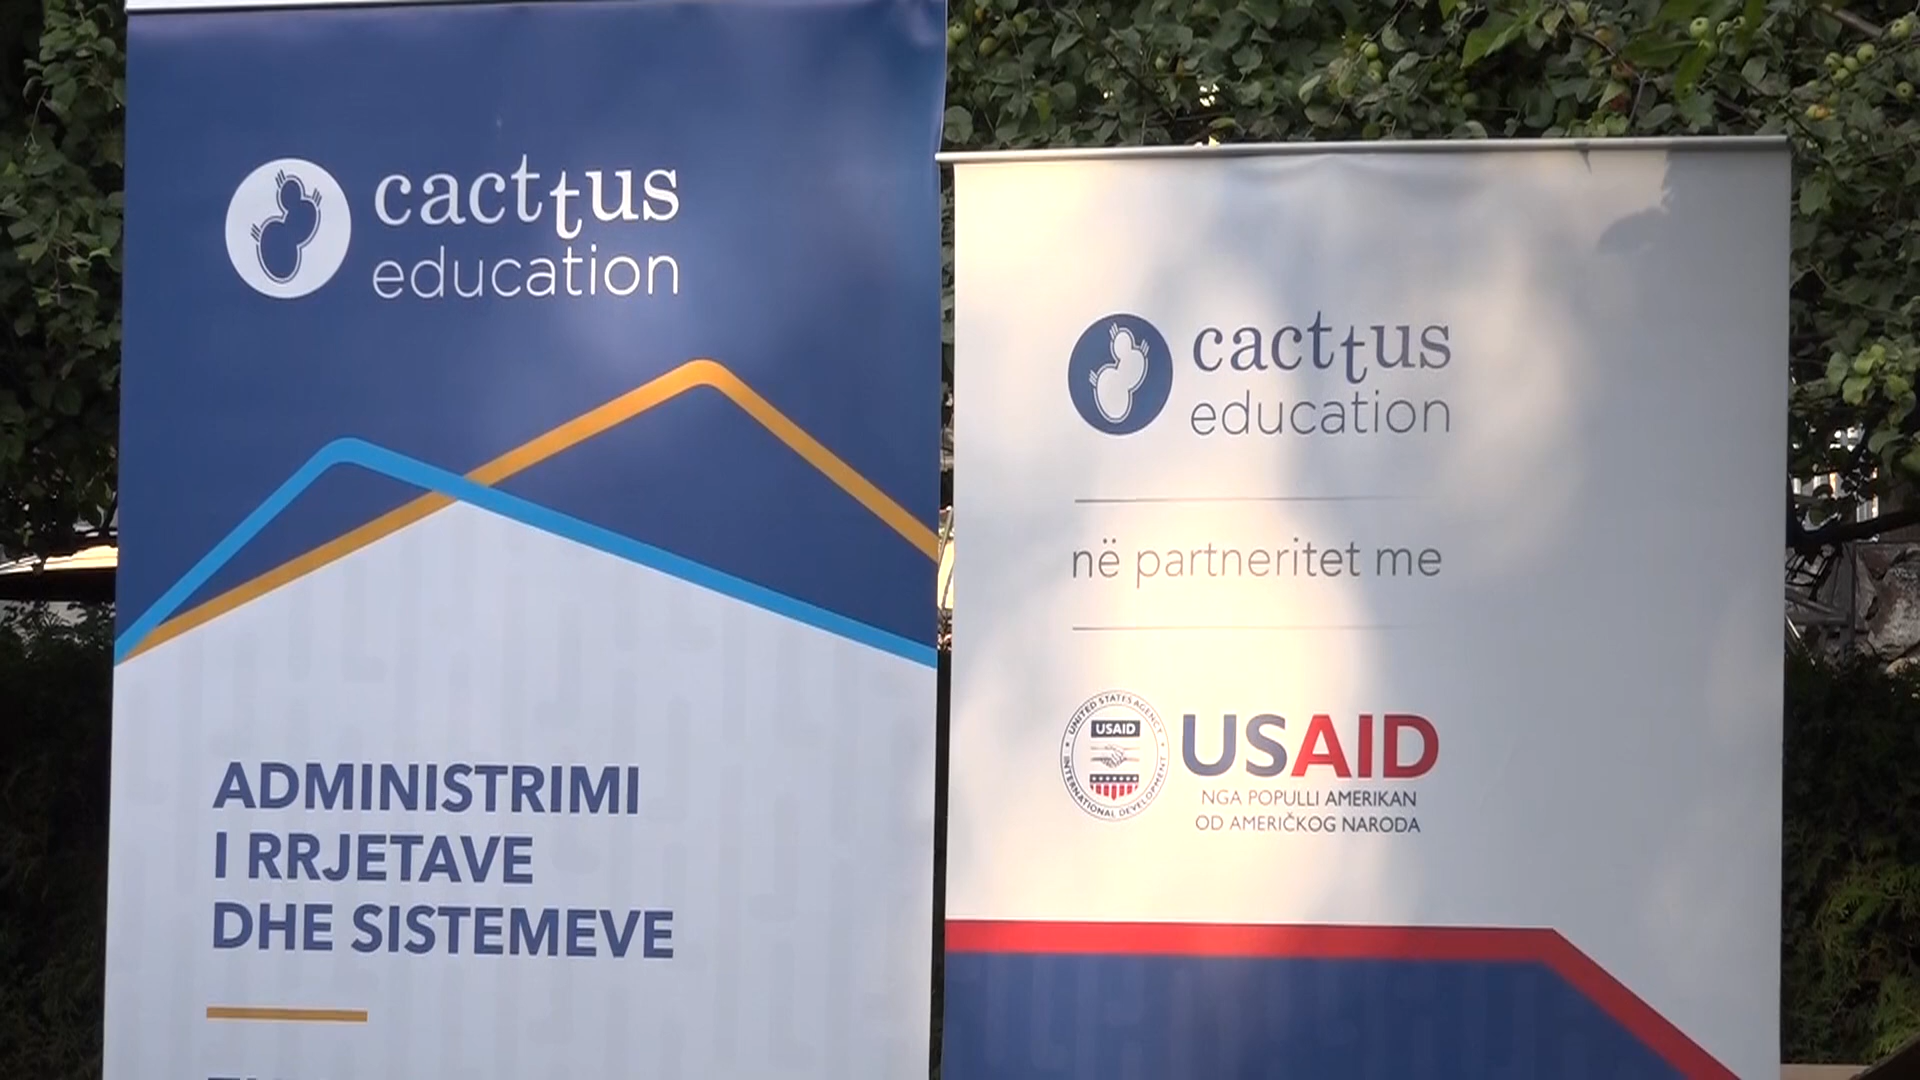 cacttus
education
ADMINISTRIMI
I RRJETAVE
DHE SISTEMEVE
cacttus
education
në partneritet me
UNITED STATES AGENCY
INTERNATIONAL DEVELOPMENT
USAID
USAID
NGA POPULLI AMERIKAN
OD AMERIČKOG NARODA